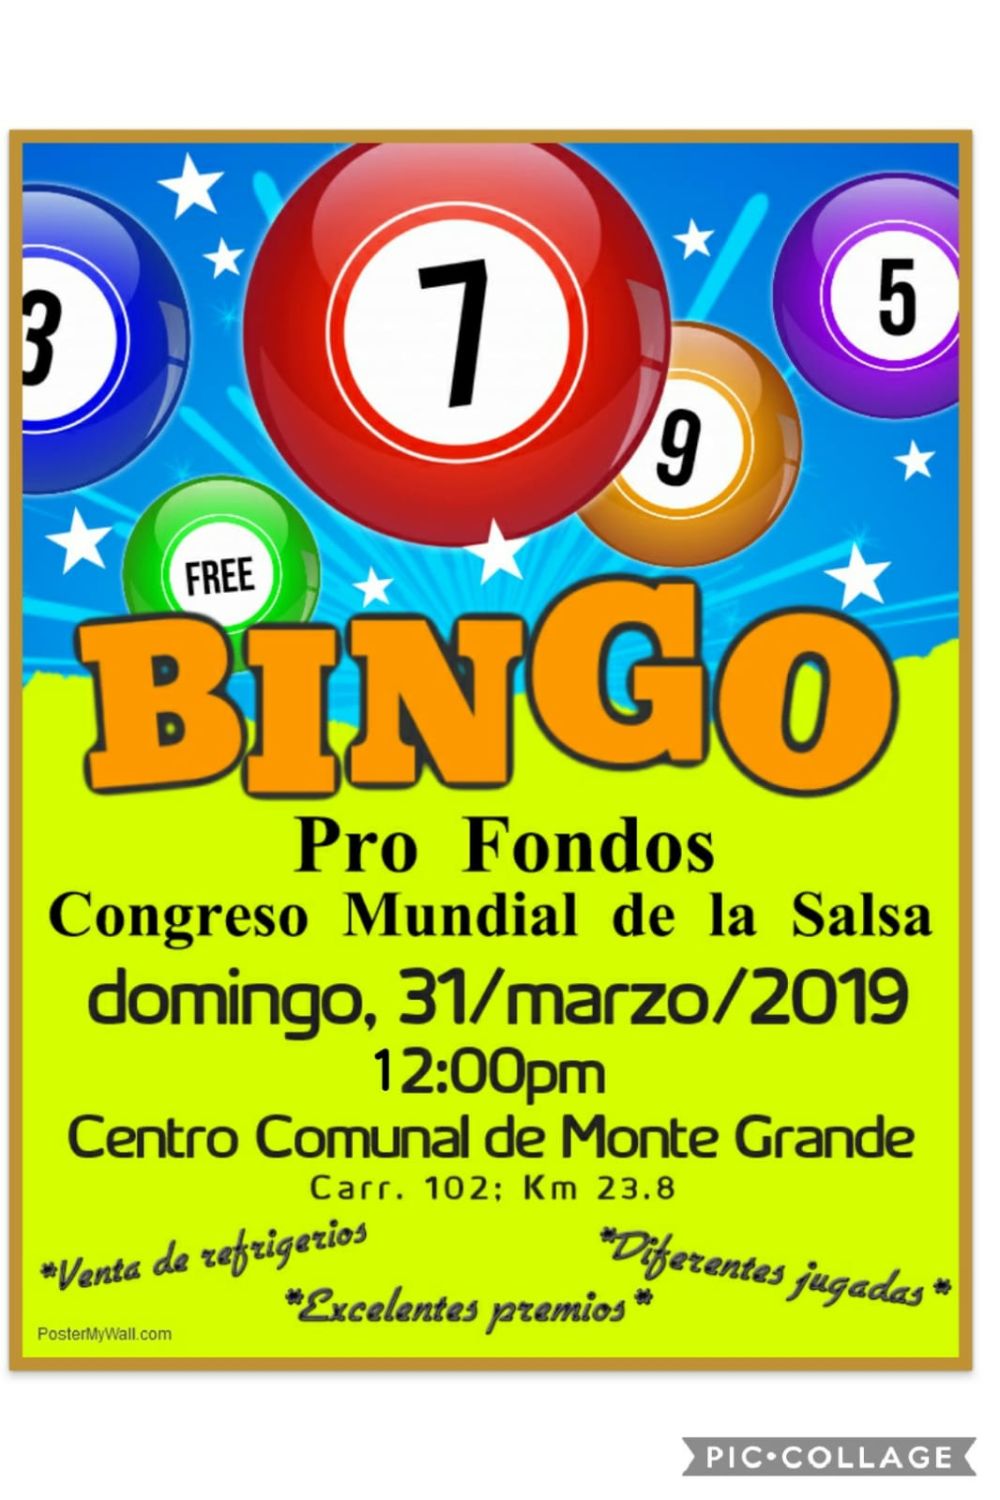 3
7
5
9
FREE
BINGO
Pro Fondos
Congreso Mundial de la Salsa
domingo, 31/marzo/2019
12:00pm
Centro Comunal de Monte Grande
Carr. 102; Km 23.8
*Venta de refrigerios
*Diferentes jugadas*
*Excelentes premios*
PosterMyWall.com
PIC•COLLAGE